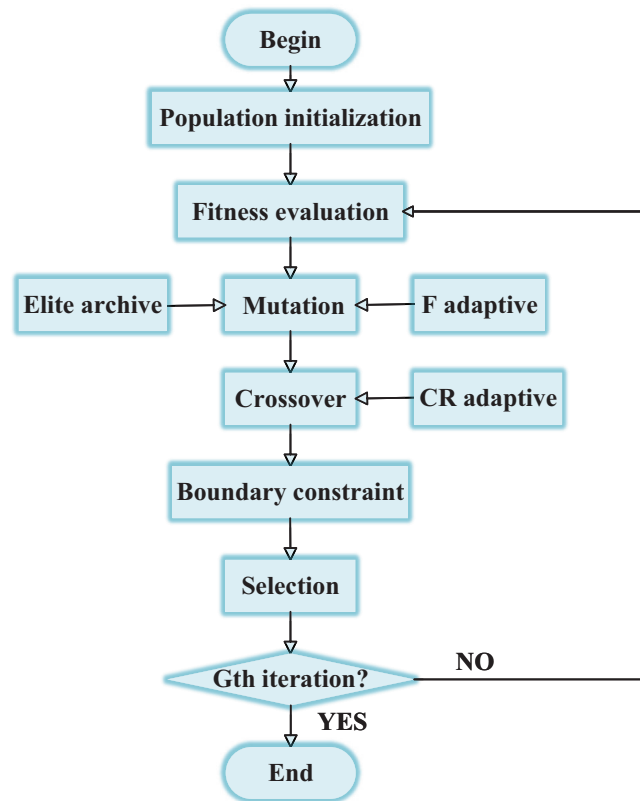 Begin
Population initialization
Fitness evaluation
Elite archive
Mutation
F adaptive
Crossover
CR adaptive
Boundary constraint
Selection
Gth iteration?
NO
YES
End